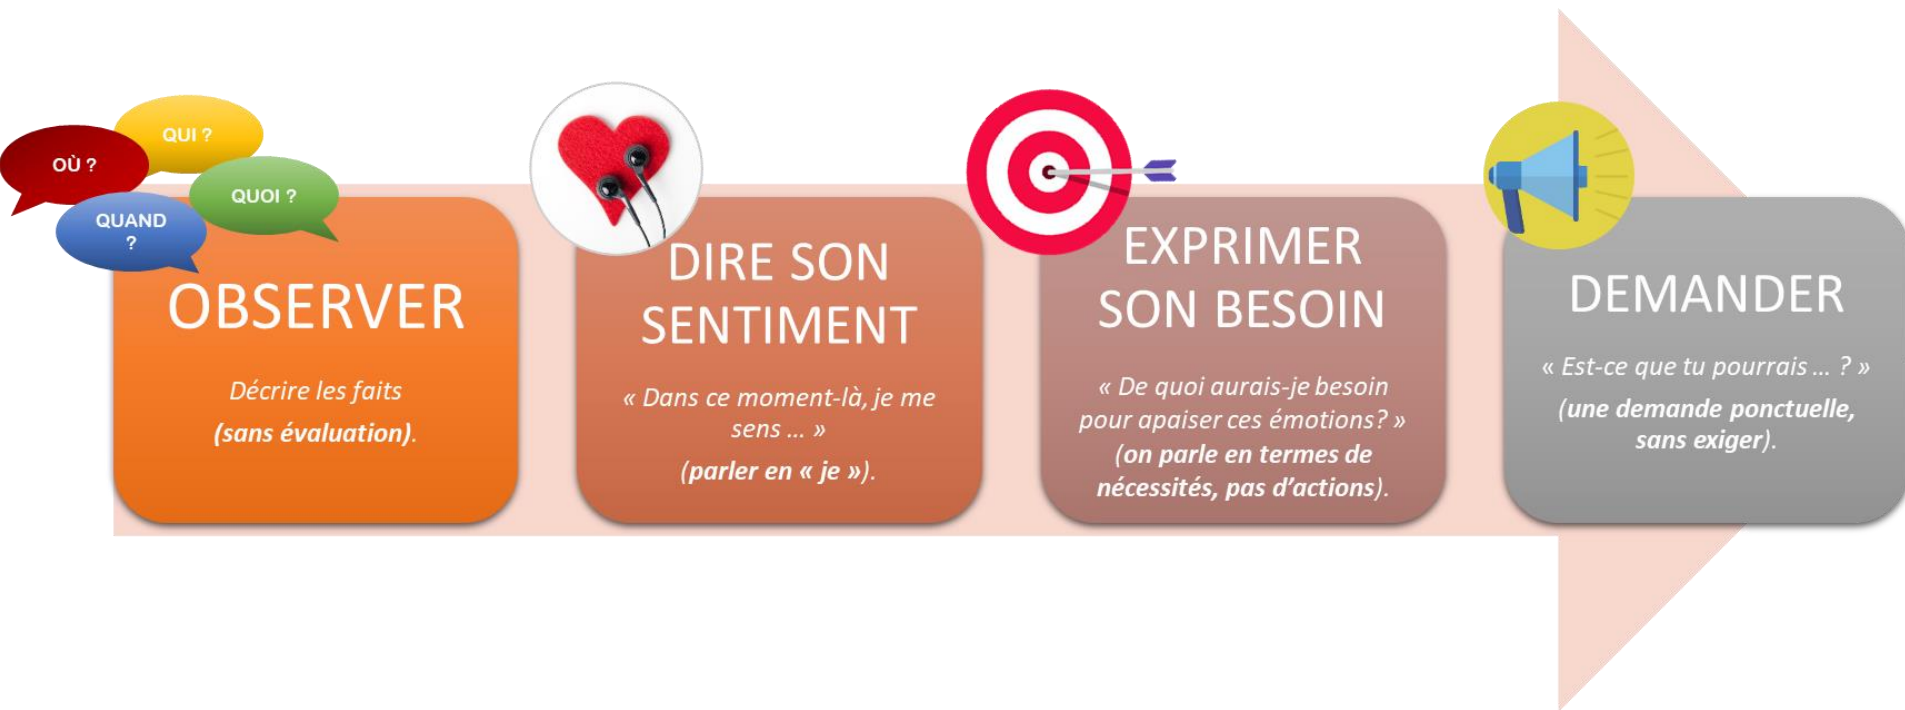 OÙ ?
QUI ?
QUOI ?
QUAND
?
OBSERVER
Décrire les faits
(sans évaluation).
DIRE SON
SENTIMENT
« Dans ce moment-là, je me
sens ... »
(parler en « je »).
EXPRIMER
SON BESOIN
« De quoi aurais-je besoin
pour apaiser ces émotions? »
(on parle en termes de
nécessités, pas d’actions).
DEMANDER
« Est-ce que tu pourrais ... ? »
(une demande ponctuelle,
sans exiger).